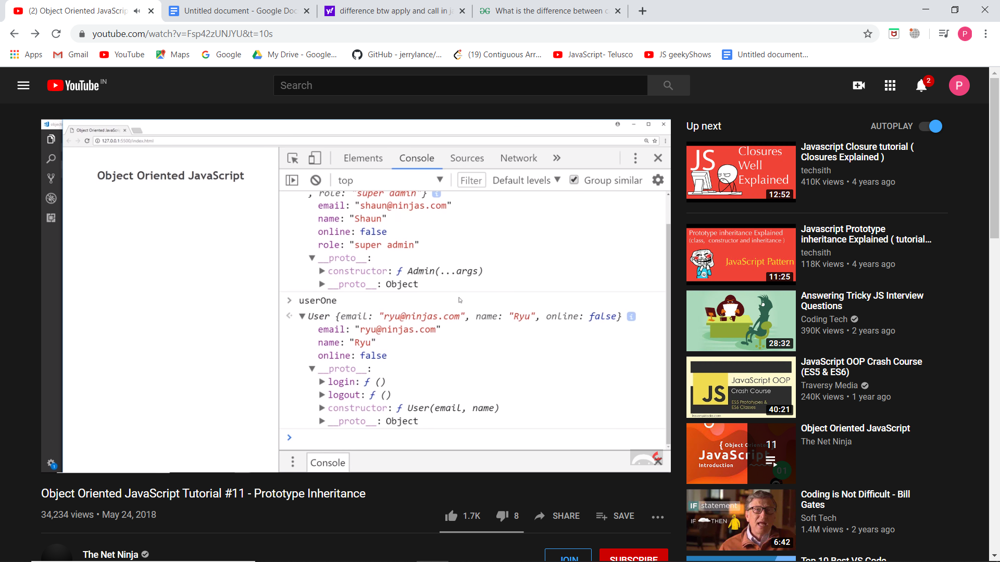 (2) Object Oriented JavaScrip
Untitled document - Google Doc
difference btw apply and call in ja
What is the difference between c
youtube.com/watch?v=Fsp42zUNJYU&t=10s
P
Apps
Gmail
YouTube
Maps
Google
My Drive - Google...
GitHub - jerrylance/...
(19) Contiguous Arr...
JavaScript- Telusco
JS geekyShows
Untitled document...
YouTube IN
Search
2
P
Object Oriented JavaScri
127.0.0.1:5500/index.html
Object Oriented JavaScript
Elements Console Sources Network »
top Filter Default levels ▼ Group similar
, role: "super admin"}
email: "shaun@ninjas.com"
name: "Shaun"
online: false
role: "super admin"
▼ __proto__:
▶ constructor: ƒ Admin(...args)
▶ __proto__: Object
> userOne
▼ User {email: "ryu@ninjas.com", name: "Ryu", online: false}
email: "ryu@ninjas.com"
name: "Ryu"
online: false
▼ __proto__:
▶ login: ƒ ()
▶ logout: ƒ ()
▶ constructor: ƒ User(email, name)
▶ __proto__: Object
>
Console
Object Oriented JavaScript Tutorial #11 - Prototype Inheritance
34,234 views • May 24, 2018
1.7K
8
SHARE
SAVE
The Net Ninja
JOIN
SUBSCRIBE
Up next
AUTOPLAY
JS
Closures
Well
Explained
12:52
Javascript Closure tutorial (
Closures Explained )
techsith
410K views • 4 years ago
Prototype inheritance Explained
(class, constructor and inheritance )
JavaScript Pattern
11:25
Javascript Prototype
inheritance Explained ( tutorial...
techsith
118K views • 4 years ago
28:32
Answering Tricky JS Interview
Questions
Coding Tech
390K views • 2 years ago
JS
JavaScript OOP
Crash Course
ES5 Prototypes &
ES6 Classes
TraversyMedia.com
40:21
JavaScript OOP Crash Course
(ES5 & ES6)
Traversy Media
240K views • 1 year ago
{ Object Oriented
JavaScript
Introduction
11
01
Object Oriented JavaScript
The Net Ninja
IF statement
IF THEN
6:42
Coding is Not Difficult - Bill
Gates
Soft Tech
1.4M views • 2 years ago
Top 10 Best VS Code